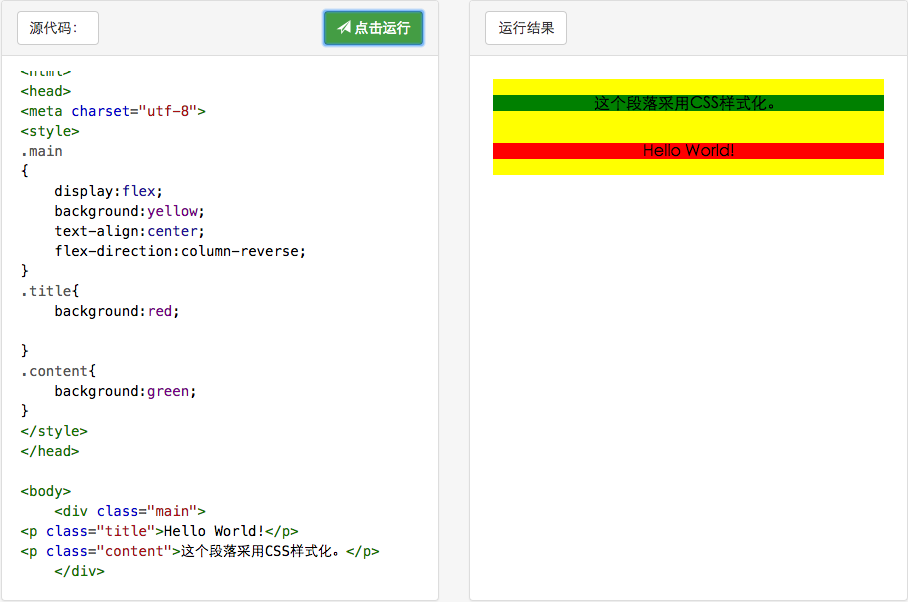 源代码:
点击运行
<html>
<head>
<meta charset="utf-8">
<style>
.main
{
    display:flex;
    background:yellow;
    text-align:center;
    flex-direction:column-reverse;
}
.title{
    background:red;

}
.content{
    background:green;
}
</style>
</head>

<body>
    <div class="main">
<p class="title">Hello World!</p>
<p class="content">这个段落采用CSS样式化。</p>
    </div>
运行结果
这个段落采用CSS样式化。
Hello World!